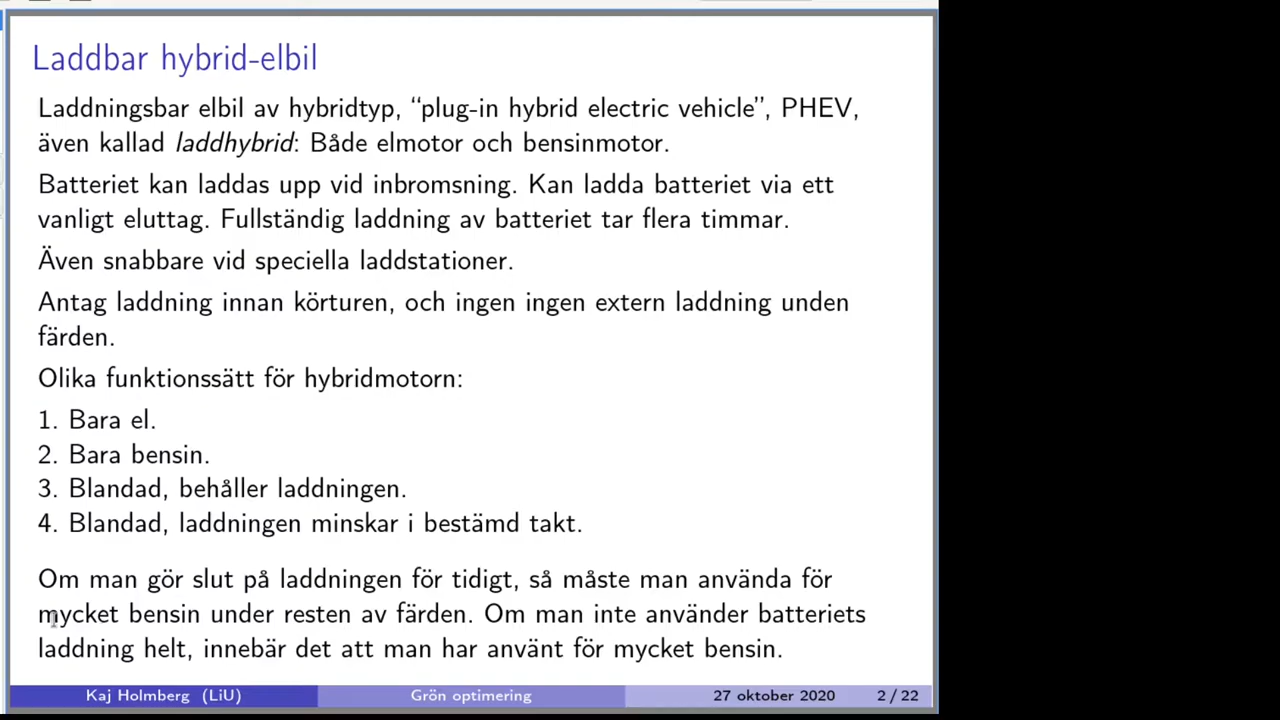 Laddbar hybrid-elbil
Laddningsbar elbil av hybridtyp, “plug-in hybrid electric vehicle”, PHEV,
även kallad laddhybrid: Både elmotor och bensinmotor.
Batteriet kan laddas upp vid inbromsning. Kan ladda batteriet via ett
vanligt eluttag. Fullständig laddning av batteriet tar flera timmar.
Även snabbare vid speciella laddstationer.
Antag laddning innan körturen, och ingen ingen extern laddning unden
färden.
Olika funktionssätt för hybridmotorn:
1. Bara el.
2. Bara bensin.
3. Blandad, behåller laddningen.
4. Blandad, laddningen minskar i bestämd takt.
Om man gör slut på laddningen för tidigt, så måste man använda för
mycket bensin under resten av färden. Om man inte använder batteriets
laddning helt, innebär det att man har använt för mycket bensin.
Kaj Holmberg (LiU) Grön optimering 27 oktober 2020 2 / 22